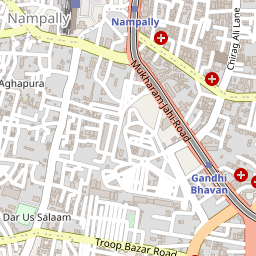 Nampally
Nampally
Chirag Ali Lane
Mukharam Jahi Road
Aghapura
Gandhi
Bhavan
Dar Us Salaam
Troop Bazar Road